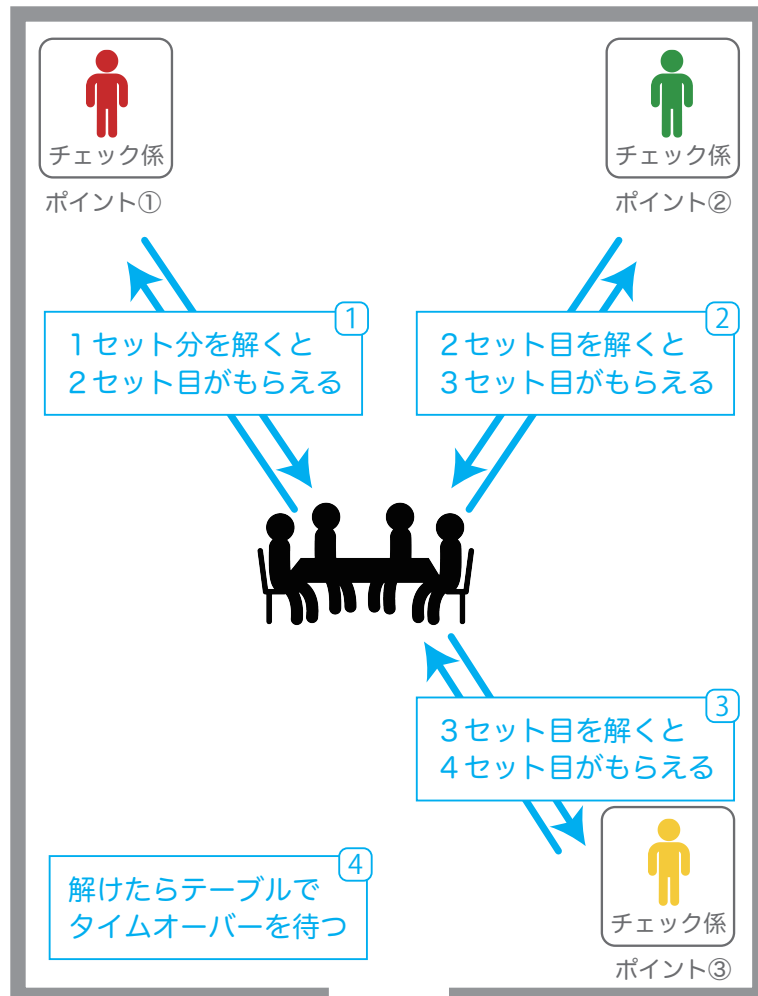 チェック係
ポイント①
チェック係
ポイント②
1
1セット分を解くと
2セット目がもらえる
2
2セット目を解くと
3セット目がもらえる
3
3セット目を解くと
4セット目がもらえる
4
解けたらテーブルで
タイムオーバーを待つ
チェック係
ポイント③